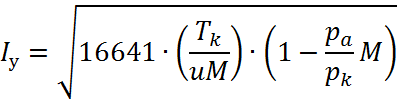 I_y = √(16641 · (T_k / uM) · (1 − p_a / p_k M))